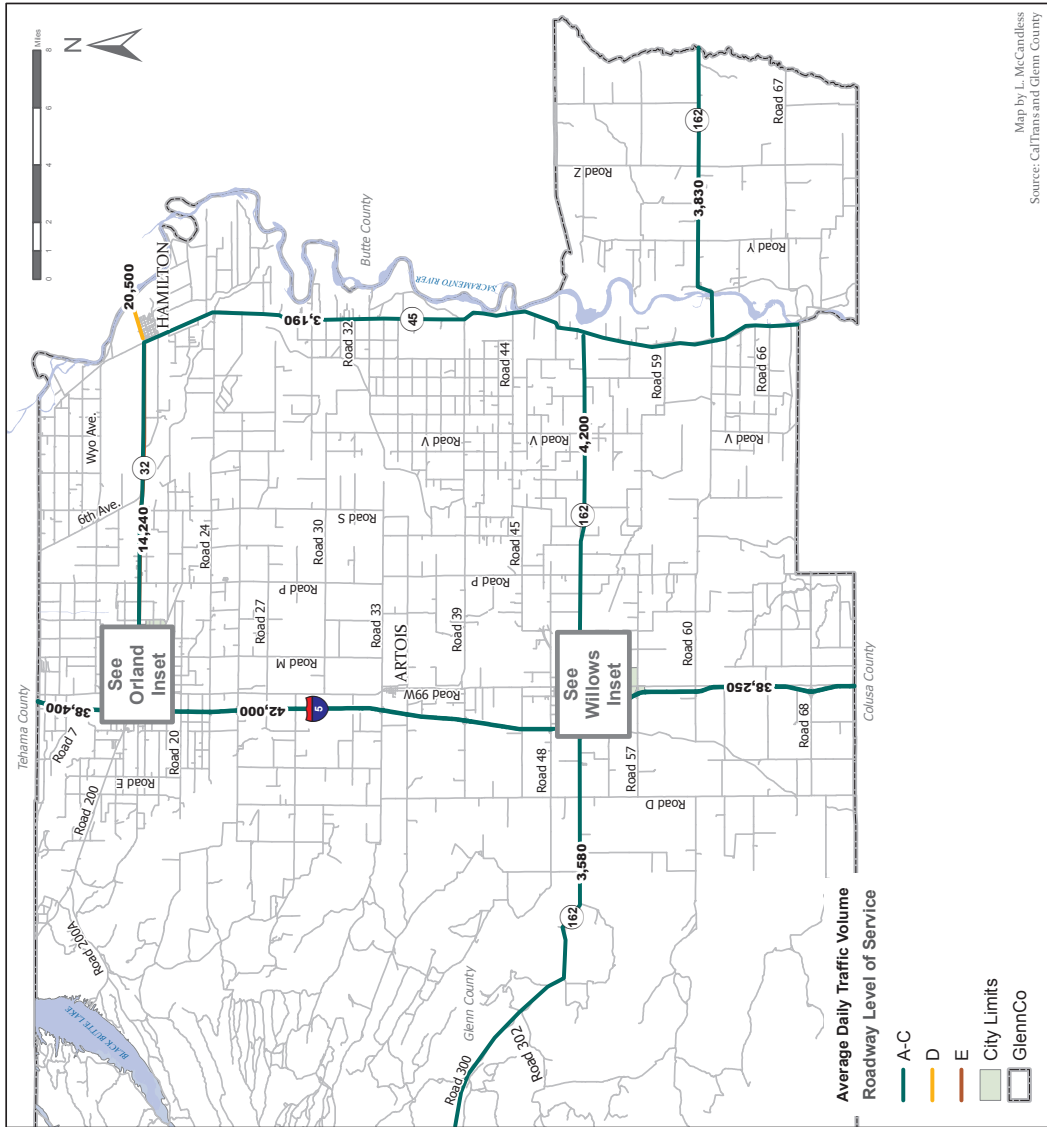 Tehama County
38,400
Road 7
Road 20
Road E
Road 200
Road 200A
BLACK BUTTE LAKE
See
Orland
Inset
14,240
32
6th Ave.
Wyo Ave.
20,500
HAMILTON
Road 24
Road 27
Road 30
Road S
Road P
Road M
42,000
5
3,190
Road 32
45
Butte County
SACRAMENTO RIVER
Road 33
ARTOIS
Road 99W
Road 39
Road P
Road 45
Road V
Road 44
Road V
Road 48
See
Willows
Inset
162
4,200
Road 59
Road 66
Road V
Road 57
Road D
Road 60
38,250
Road 68
Colusa County
3,580
162
Glenn County
Road 302
Road 300
3,830
162
Road Z
Road Y
Road 67
N
0 1 2 4 6 8
Miles
Average Daily Traffic Volume
Roadway Level of Service
A-C
D
E
City Limits
GlennCo
Map by L. McCandless
Source: CalTrans and Glenn County